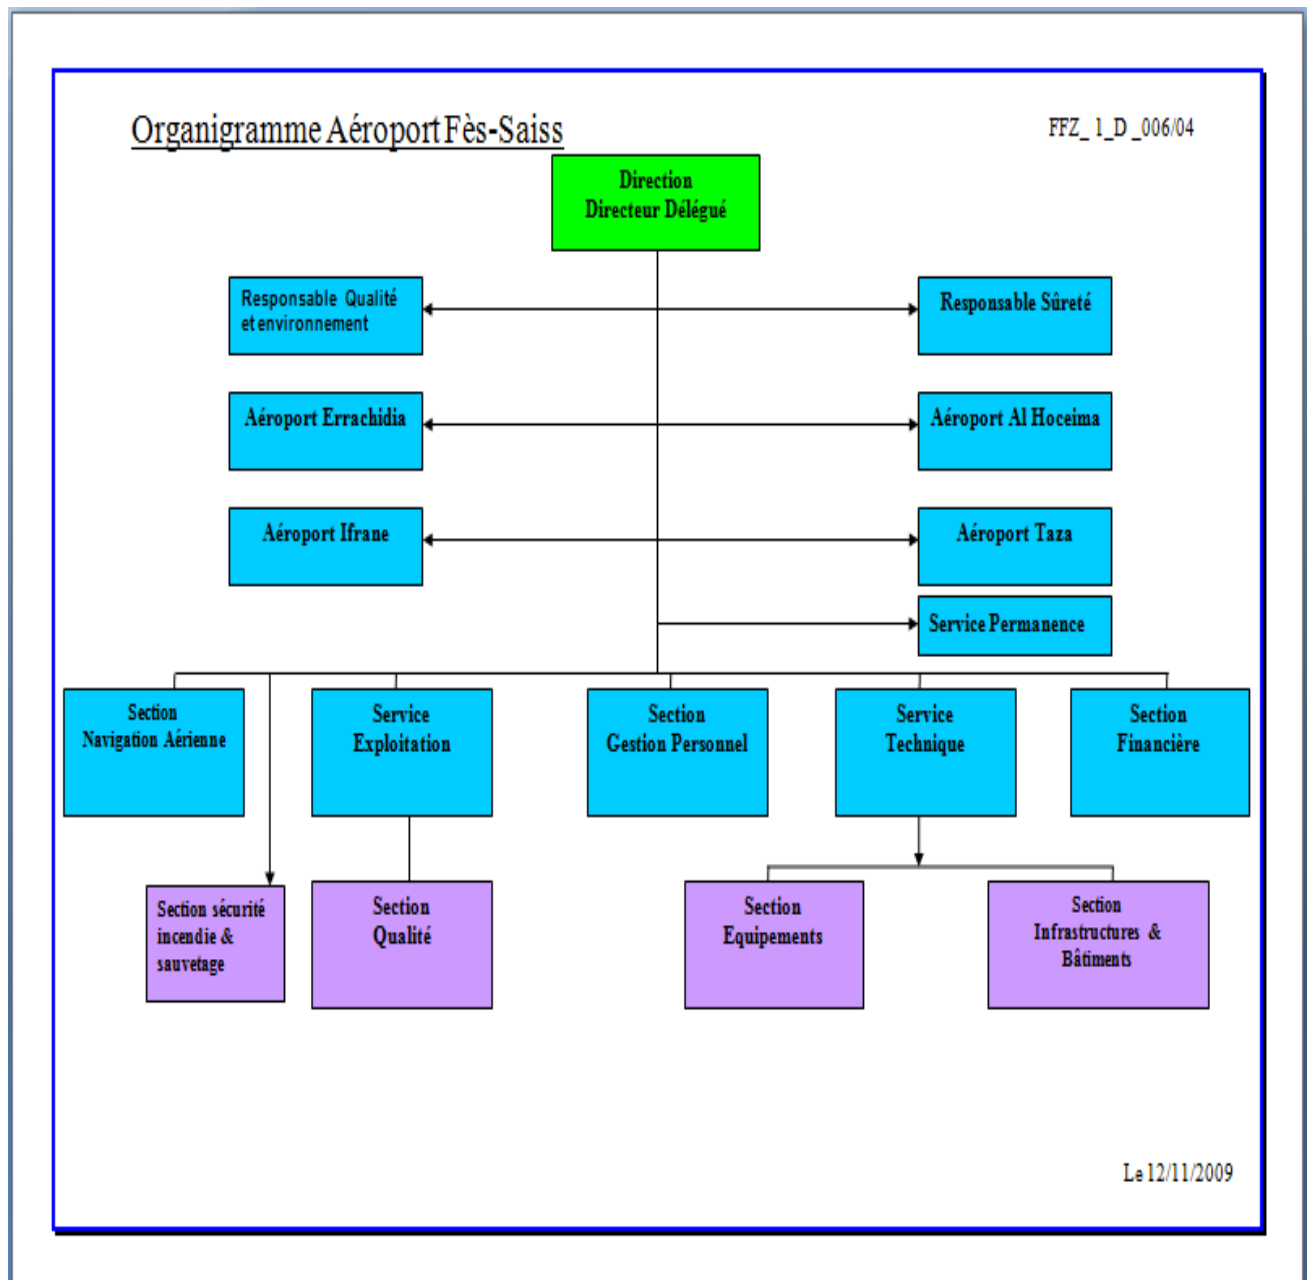 Organigramme Aéroport Fès-Saiss
FFZ_ 1_D _006/04
Direction
Directeur Délégué
Responsable Qualité
et environnement
Responsable Sûreté
Aéroport Errachidia
Aéroport Al Hoceima
Aéroport Ifrane
Aéroport Taza
Service Permanence
Section
Navigation Aérienne
Service
Exploitation
Section
Gestion Personnel
Service
Technique
Section
Financière
Section sécurité
incendie &
sauvetage
Section
Qualité
Section
Equipements
Section
Infrastructures &
Bâtiments
Le 12/11/2009